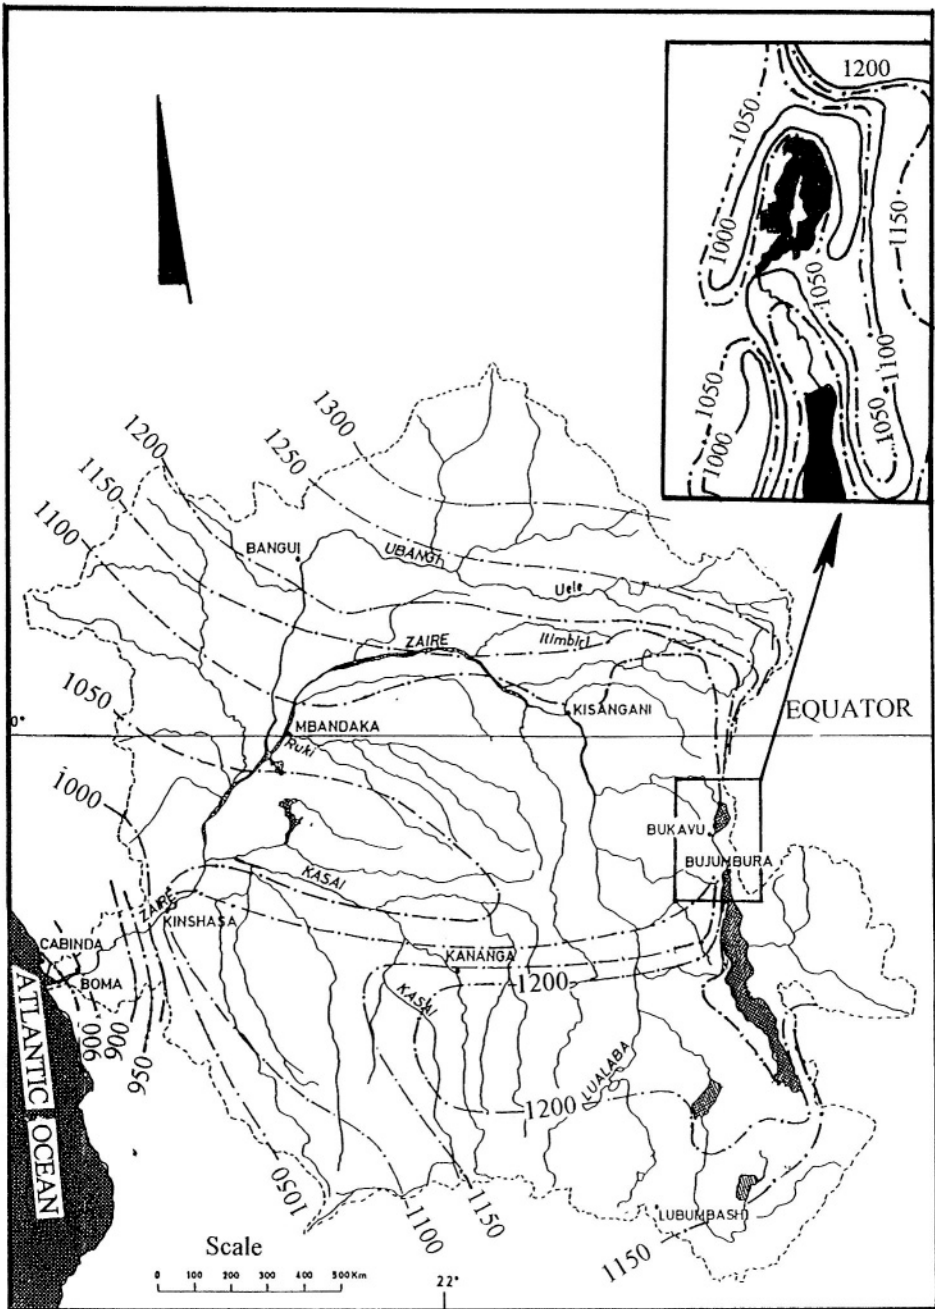 1200
1050
1000
1150
1050
1100
1050
1050
1000
1300
1200
1250
1150
1100
BANGUI
UBANGI
Uele
ZAIRE
Itimbiri
1050
KISANGANI
EQUATOR
0°
MBANDAKA
Ruki
1000
BUKAVU
BUJUMBURA
KASAI
ZAIRE
KINSHASA
CABINDA
KANANGA
BOMA
1200
KASAI
900
900
950
LUALABA
1200
ATLANTIC OCEAN
1050
1100
1150
LUBUMBASHI
1150
Scale
0 100 200 300 400 500 Km
22°